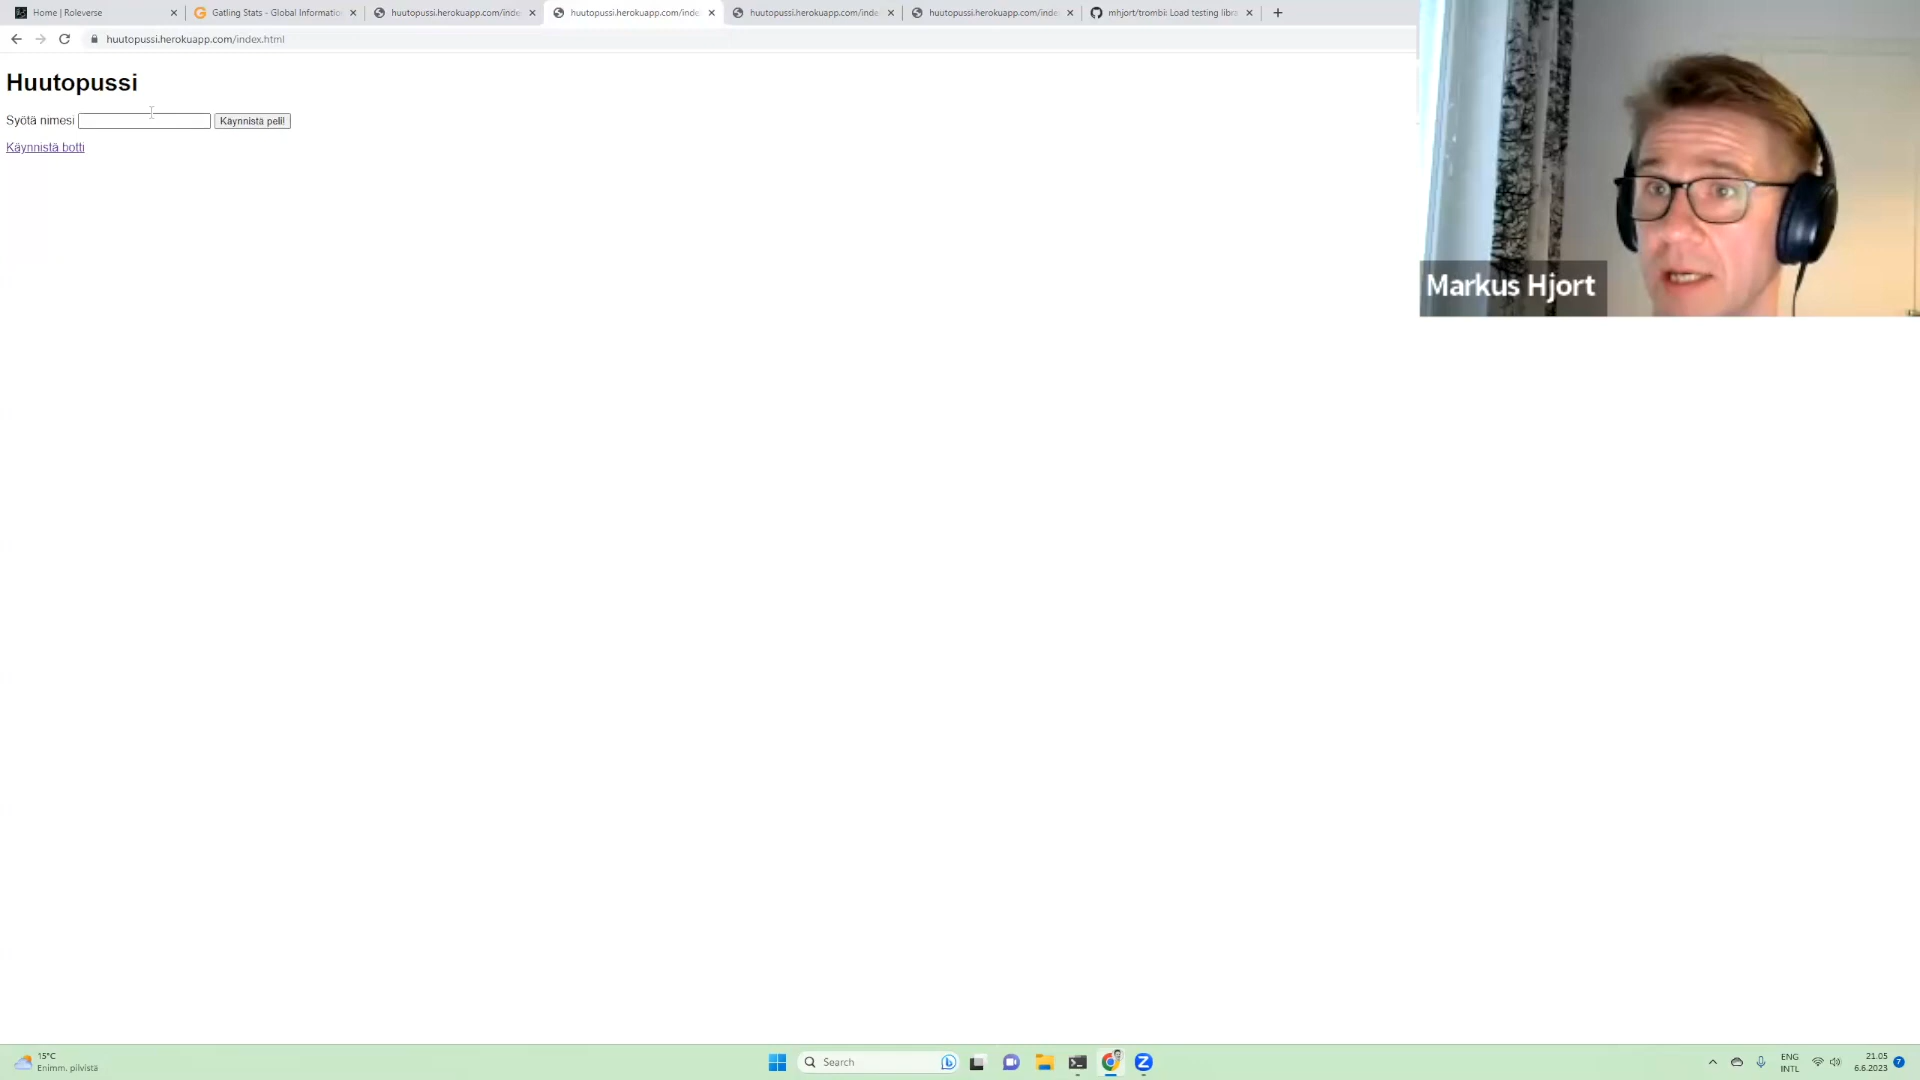 Home | Roleverse
Gatling Stats - Global Informatio
huutopussi.herokuapp.com/inde
huutopussi.herokuapp.com/inde
huutopussi.herokuapp.com/inde
huutopussi.herokuapp.com/inde
mhjort/trombi: Load testing libra
huutopussi.herokuapp.com/index.html
Huutopussi
Syötä nimesi
Käynnistä peli!
Käynnistä botti
Markus Hjort
15°C
Enimm. pilvistä
Search
ENG
INTL
21.05
6.6.2023
7